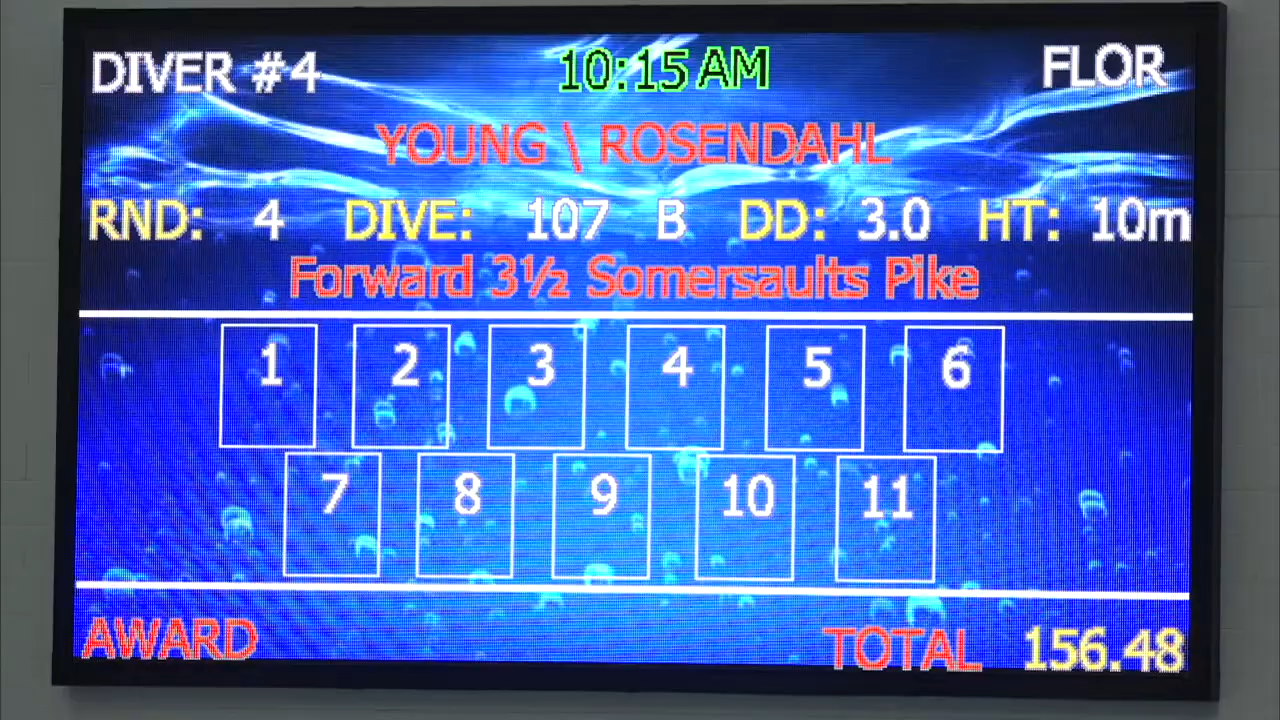 DIVER #4 10:15 AM FLOR
YOUNG \ ROSENDAHL
RND: 4 DIVE: 107 B DD: 3.0 HT: 10m
Forward 3½ Somersaults Pike
1 2 3 4 5 6
7 8 9 10 11
AWARD TOTAL 156.48